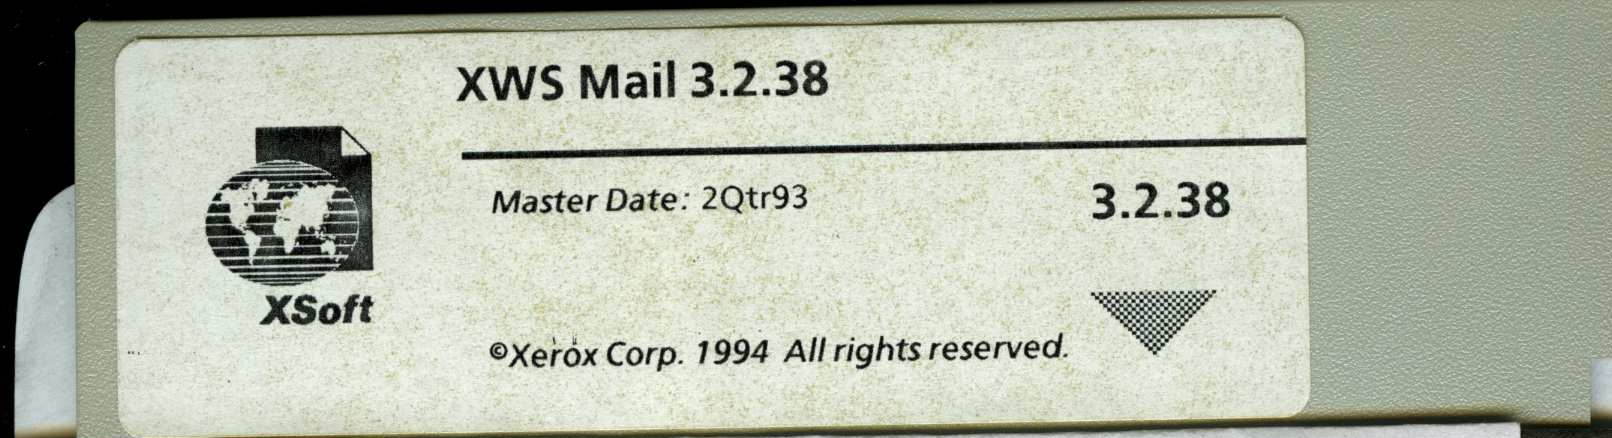 XWS Mail 3.2.38
Master Date: 2Qtr93
3.2.38
XSoft
©Xerox Corp. 1994 All rights reserved.